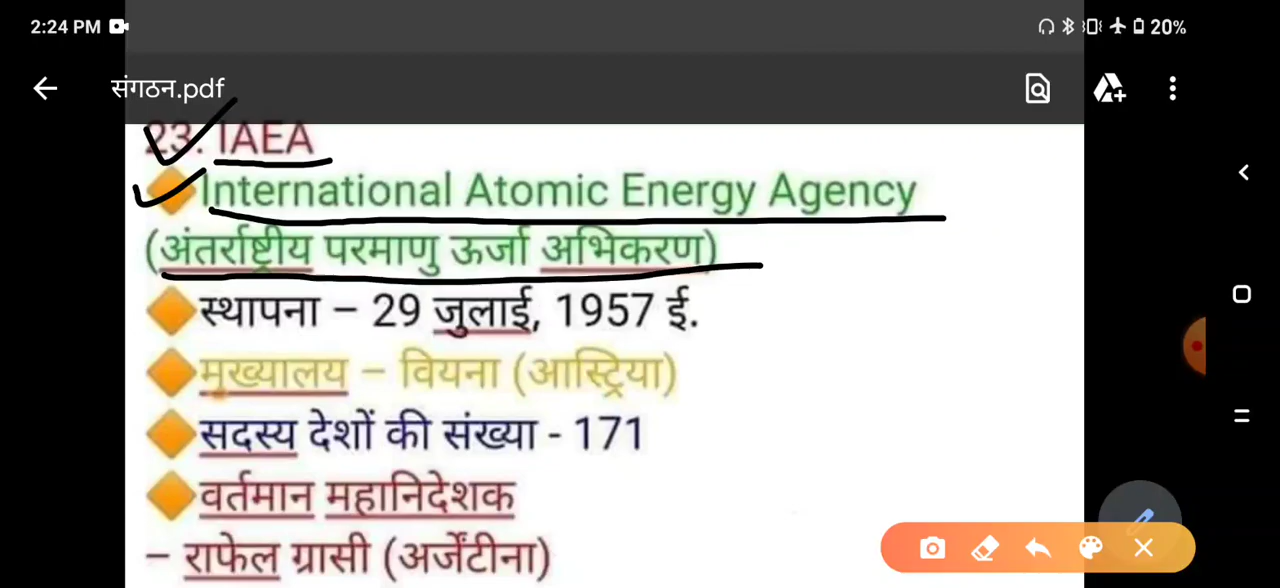 2:24 PM 20%
संगठन.pdf
23. IAEA
International Atomic Energy Agency
(अंतर्राष्ट्रीय परमाणु ऊर्जा अभिकरण)
स्थापना – 29 जुलाई, 1957 ई.
मुख्यालय – वियना (आस्ट्रिया)
सदस्य देशों की संख्या - 171
वर्तमान महानिदेशक
– राफेल ग्रासी (अर्जेंटीना)